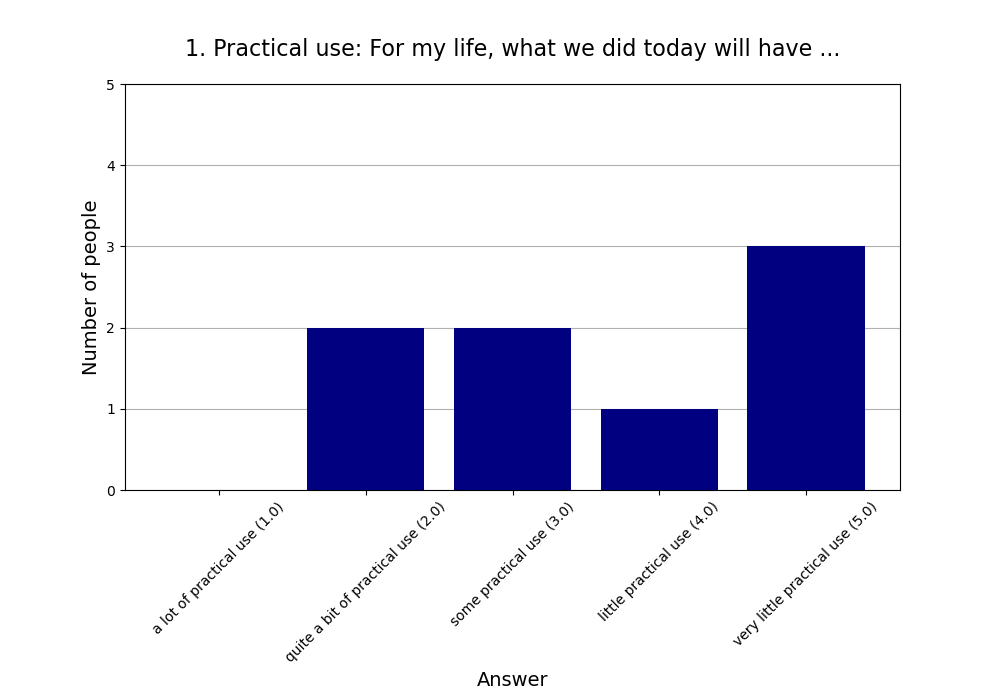 1. Practical use: For my life, what we did today will have ...
5
4
3
2
1
0
Number of people
a lot of practical use (1.0)
quite a bit of practical use (2.0)
some practical use (3.0)
little practical use (4.0)
very little practical use (5.0)
Answer